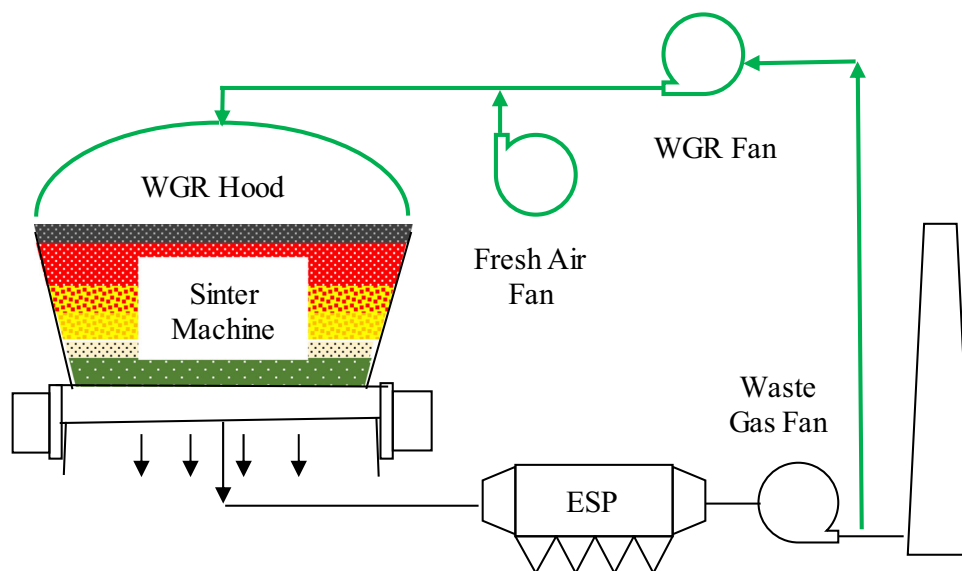 WGR Fan
WGR Hood
Fresh Air
Fan
Sinter
Machine
Waste
Gas Fan
ESP